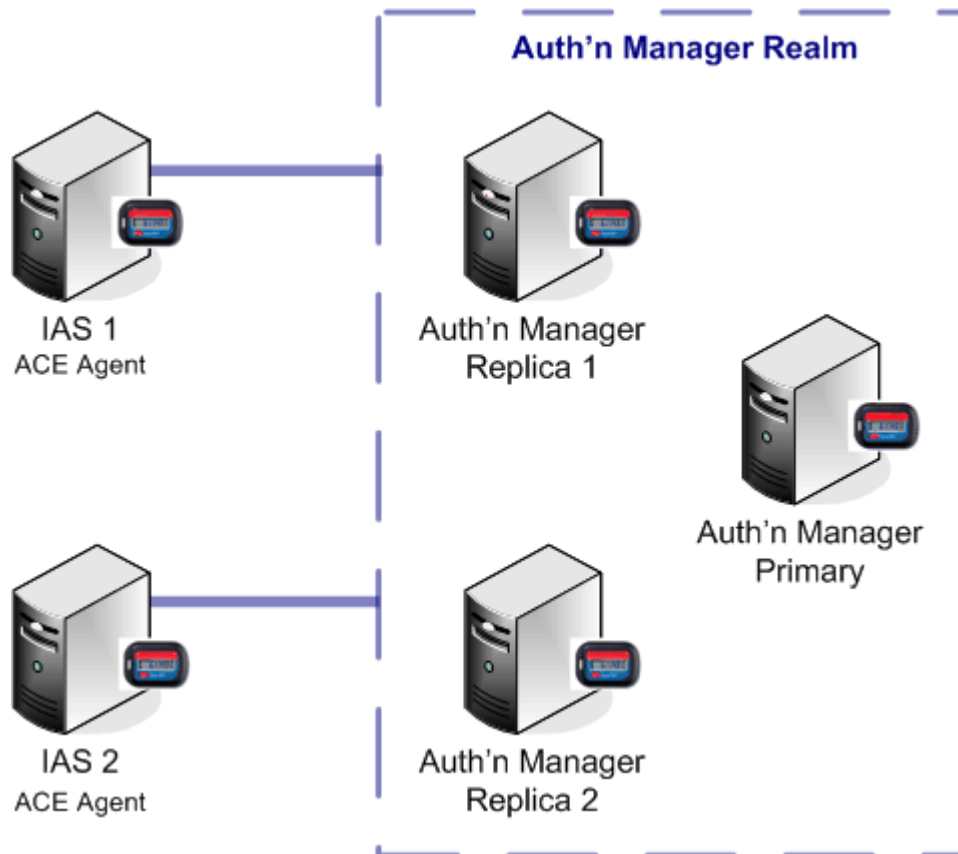 Auth'n Manager Realm
IAS 1
ACE Agent
Auth'n Manager
Replica 1
Auth'n Manager
Primary
IAS 2
ACE Agent
Auth'n Manager
Replica 2